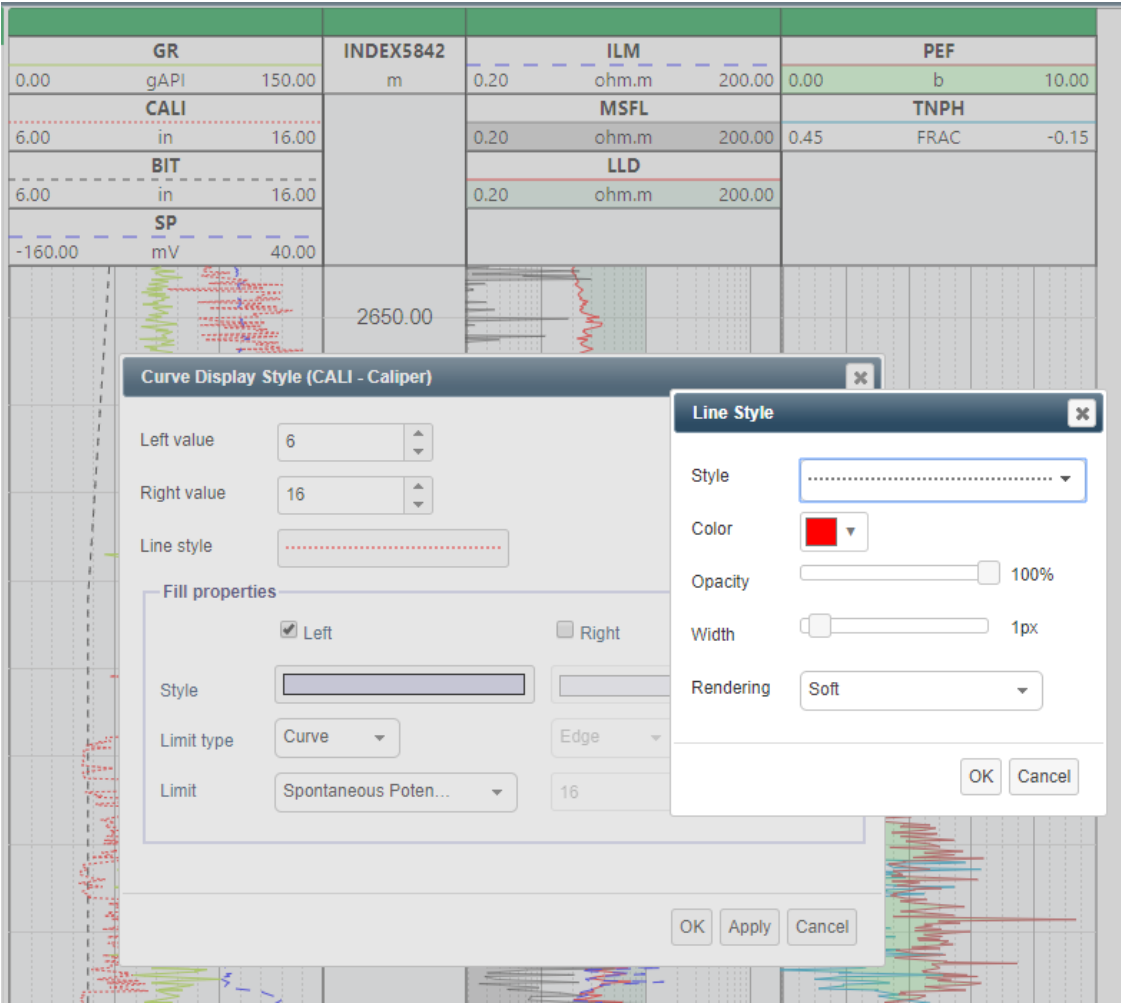 GR INDEX5842 ILM PEF
0.00 gAPI 150.00 m 0.20 ohm.m 200.00 0.00 b 10.00
CALI MSFL TNPH
6.00 in 16.00 0.20 ohm.m 200.00 0.45 FRAC -0.15
BIT LLD
6.00 in 16.00 0.20 ohm.m 200.00
SP
-160.00 mV 40.00
2650.00
Curve Display Style (CALI - Caliper)
Left value 6
Right value 16
Line style
Fill properties
Left Right
Style
Limit type Curve Edge
Limit Spontaneous Poten... 16
OK Apply Cancel
Line Style
Style
Color
Opacity 100%
Width 1px
Rendering Soft
OK Cancel